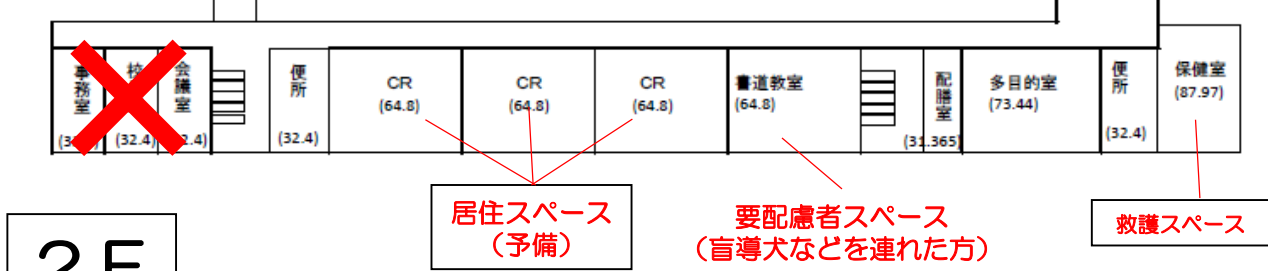 事務室
校
(32.4)
会議室
2.4)
便所
(32.4)
CR
(64.8)
CR
(64.8)
CR
(64.8)
書道教室
(64.8)
配膳室
(31.365)
多目的室
(73.44)
便所
(32.4)
保健室
(87.97)
居住スペース
（予備）
要配慮者スペース
（盲導犬などを連れた方）
救護スペース
２F